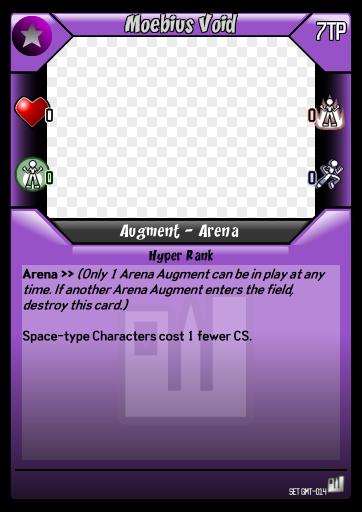 Moebius Void
7TP
0
0
0
0
Augment - Arena
Hyper Rank
Arena >> (Only 1 Arena Augment can be in play at any
time. If another Arena Augment enters the field,
destroy this card.)
Space-type Characters cost 1 fewer CS.
SET GMT-014